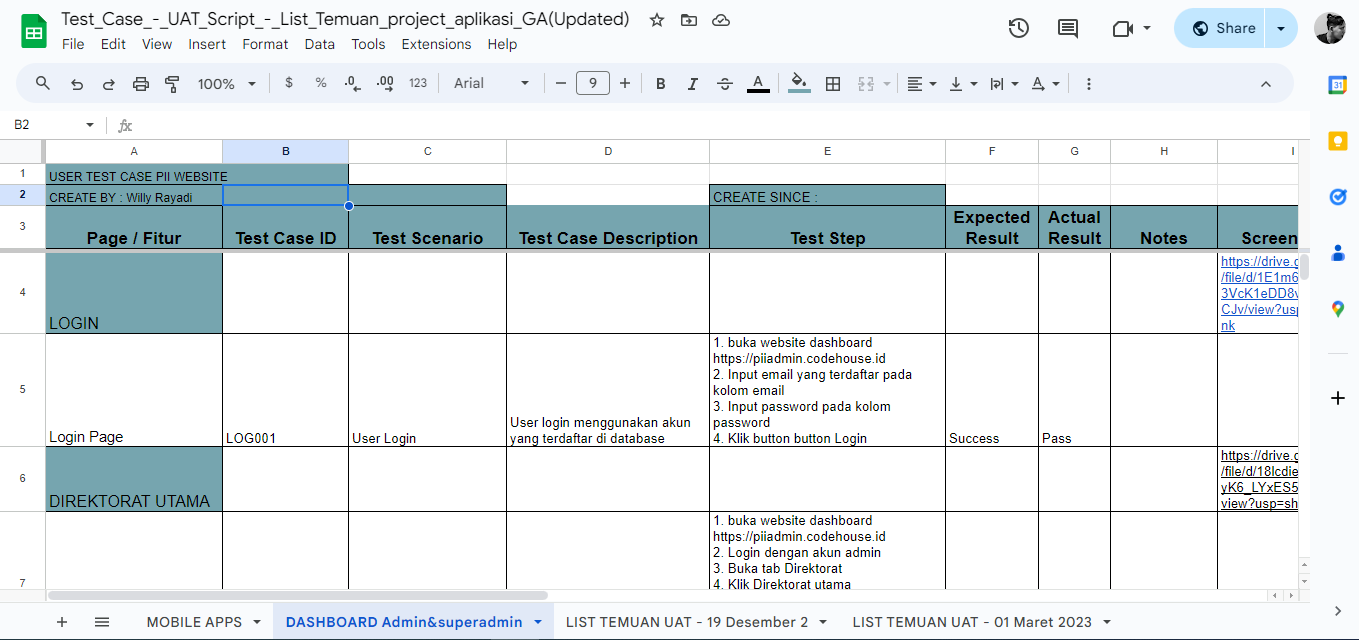 Test_Case_-_UAT_Script_-_List_Temuan_project_aplikasi_GA(Updated)
File Edit View Insert Format Data Tools Extensions Help
Share
100% $ % .0 .00 123 Arial 9 B I S A
31
B2 fx
A B C D E F G H I
1 USER TEST CASE PII WEBSITE
2 CREATE BY : Willy Rayadi CREATE SINCE :
3 Page / Fitur Test Case ID Test Scenario Test Case Description Test Step Expected Result Actual Result Notes Screen
4 LOGIN
https://drive.g
/file/d/1E1m6
3VcK1eDD8v
CJv/view?usp
nk
5 Login Page LOG001 User Login
User login menggunakan akun
yang terdaftar di database
1. buka website dashboard
https://piiadmin.codehouse.id
2. Input email yang terdaftar pada
kolom email
3. Input password pada kolom
password
4. Klik button button Login
Success Pass
6 DIREKTORAT UTAMA
https://drive.g
/file/d/18Icdie
yK6_LYxES5
view?usp=sh
7
1. buka website dashboard
https://piiadmin.codehouse.id
2. Login dengan akun admin
3. Buka tab Direktorat
4. Klik Direktorat utama
MOBILE APPS DASHBOARD Admin&superadmin LIST TEMUAN UAT - 19 Desember 2 LIST TEMUAN UAT - 01 Maret 2023